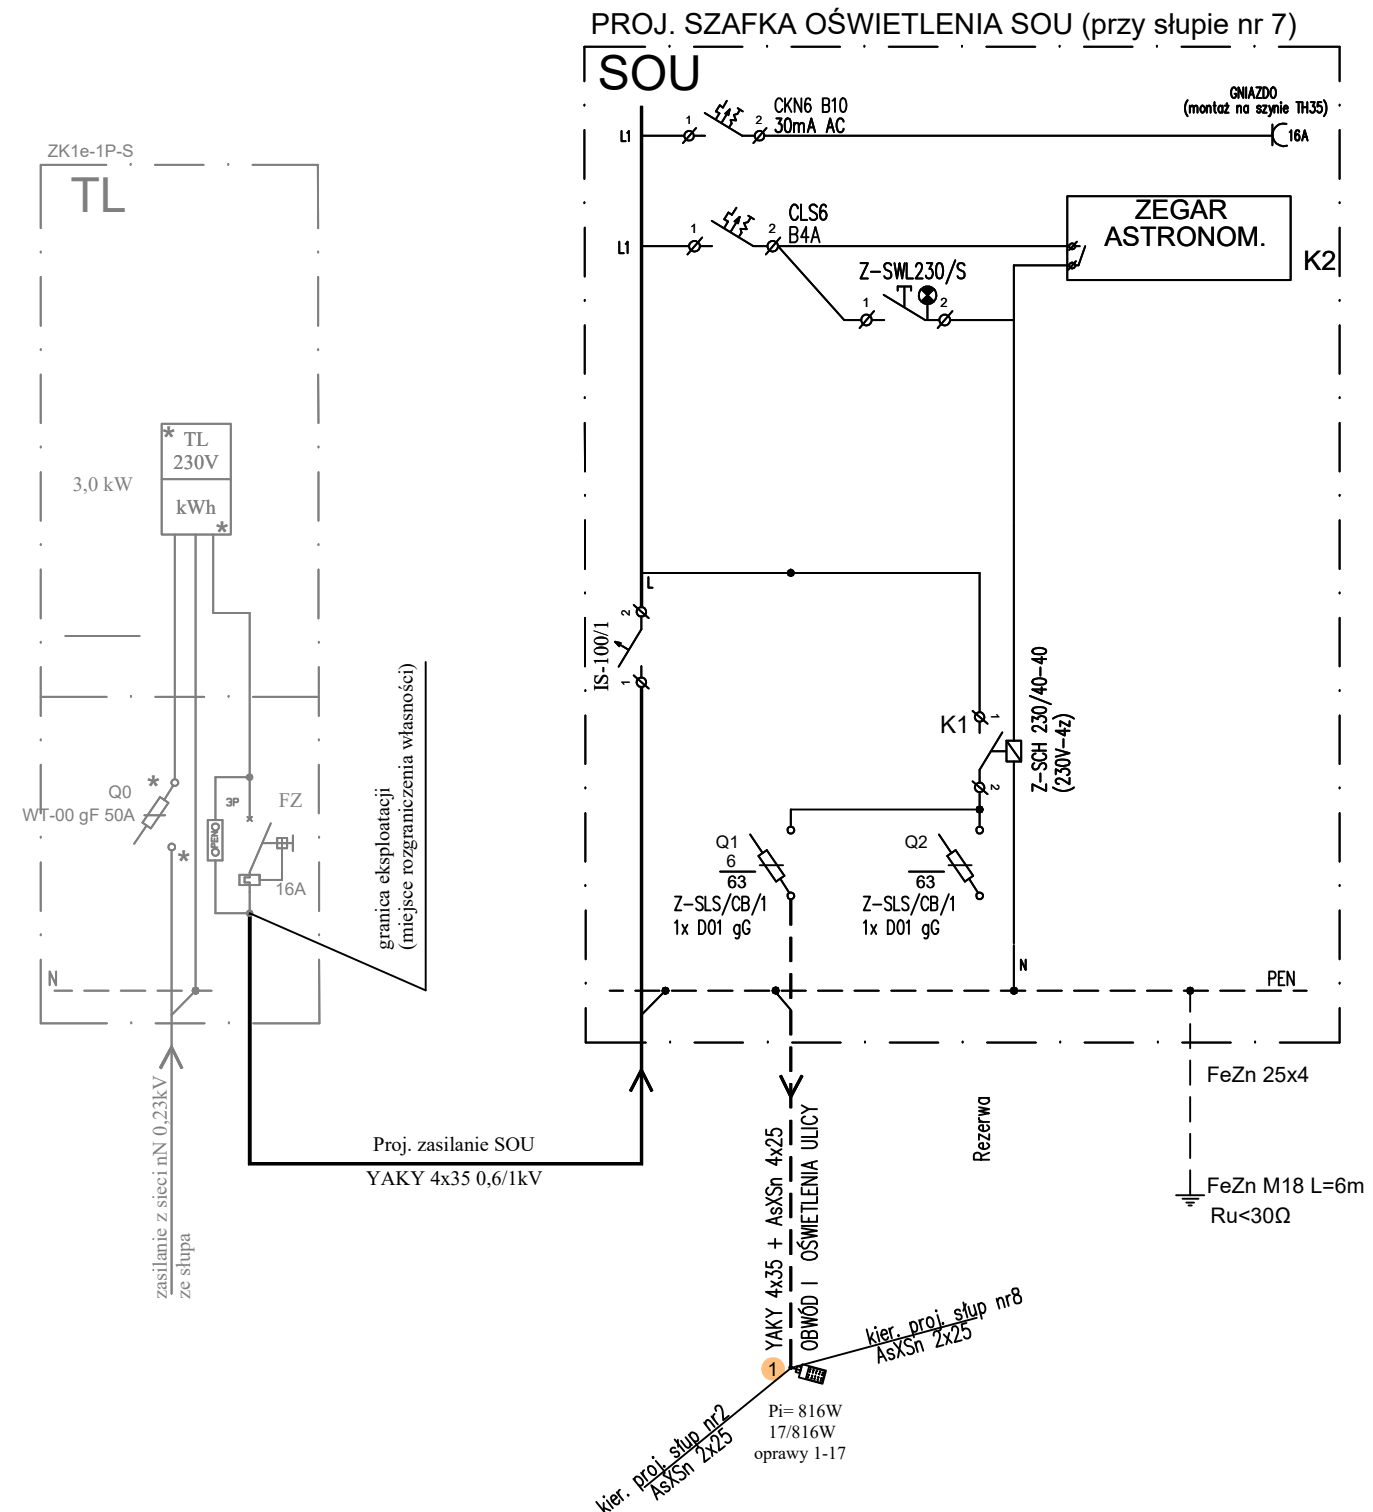 PROJ. SZAFKA OŚWIETLENIA SOU (przy słupie nr 7)
SOU
CKN6 B10
30mA AC
1
2
L1
GNIAZDO
(montaż na szynie TH35)
16A
CLS6
B4A
1
2
L1
ZEGAR
ASTRONOM.
K2
Z-SWL230/S
1
2
ZK1e-1P-S
TL
* TL
230V
kWh
*
3,0 kW
L
2
IS-100/1
1
granica eksploatacji
(miejsce rozgraniczenia własności)
K1
1
2
Z-SCH 230/40-40
(230V-4z)
Q0
WT-00 gF 50A
*
*
3P
OPENO
FZ
16A
Q1
6
63
Z-SLS/CB/1
1x D01 gG
Q2
63
Z-SLS/CB/1
1x D01 gG
N
N
PEN
zasilanie z sieci nN 0,23kV
ze słupa
Proj. zasilanie SOU
YAKY 4x35 0,6/1kV
YAKY 4x35 + AsXSn 4x25
OBWÓD I OŚWIETLENIA ULICY
Rezerwa
FeZn 25x4
FeZn M18 L=6m
Ru<30Ω
kier. proj. słup nr8
AsXSn 2x25
1
kier. proj. słup nr2
AsXSn 2x25
Pi= 816W
17/816W
oprawy 1-17